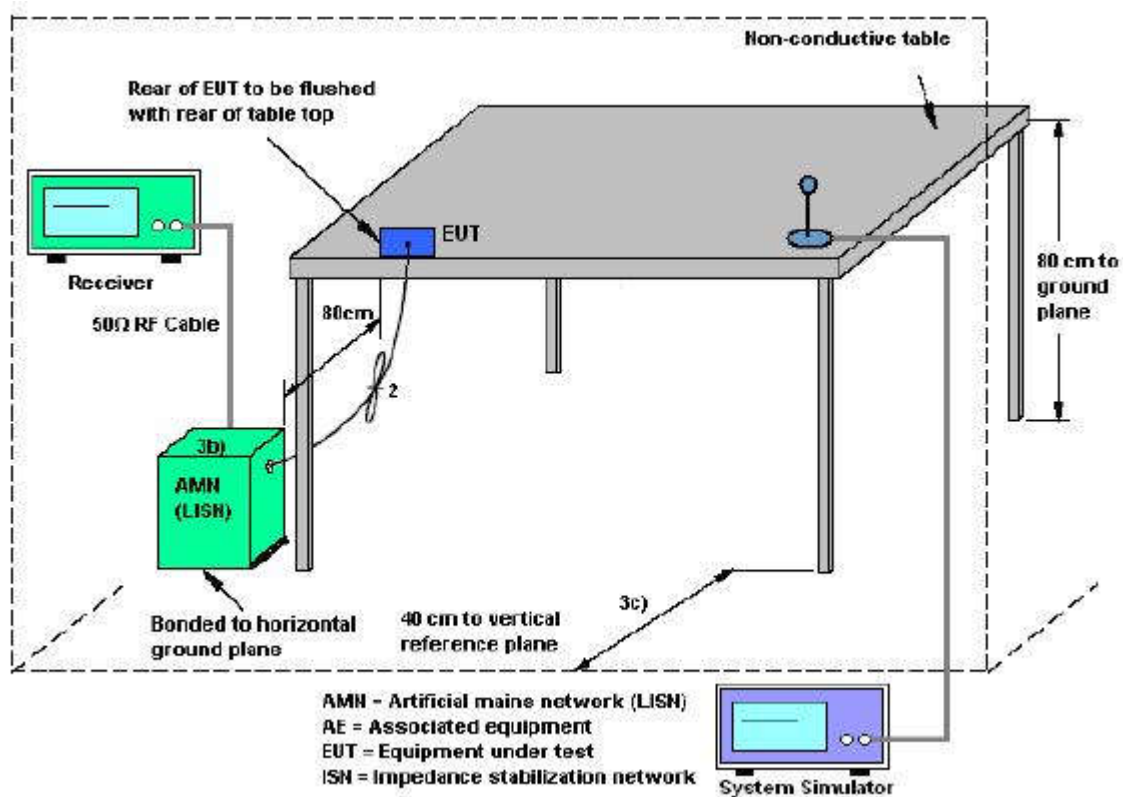 Non-conductive table
Rear of EUT to be flushed
with rear of table top
EUT
Receiver
80cm
80 cm to
ground
plane
50Ω RF Cable
2
3b)
AMN
(LISN)
3c)
Bonded to horizontal
ground plane
40 cm to vertical
reference plane
AMN = Artificial mains network (LISN)
AE = Associated equipment
EUT = Equipment under test
ISN = Impedance stabilization network
System Simulator